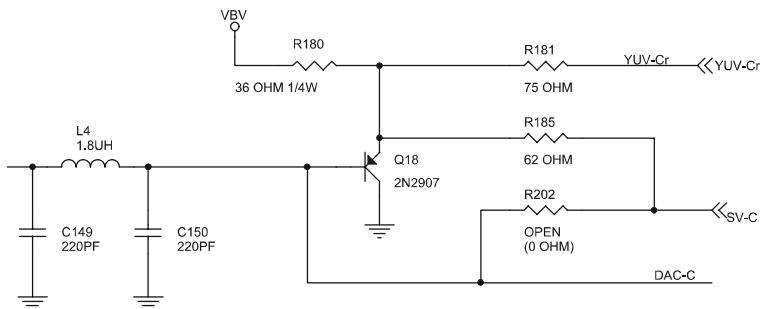 VBV
R180
36 OHM 1/4W
R181
75 OHM
YUV-Cr
YUV-Cr
L4
1.8UH
R185
62 OHM
Q18
2N2907
R202
OPEN
(0 OHM)
SV-C
C149
220PF
C150
220PF
DAC-C